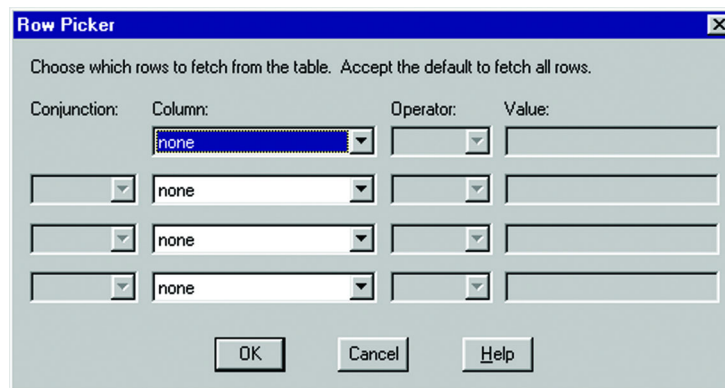 Row Picker
Choose which rows to fetch from the table. Accept the default to fetch all rows.
Conjunction: Column: Operator: Value:
none
none
none
none
OK Cancel Help